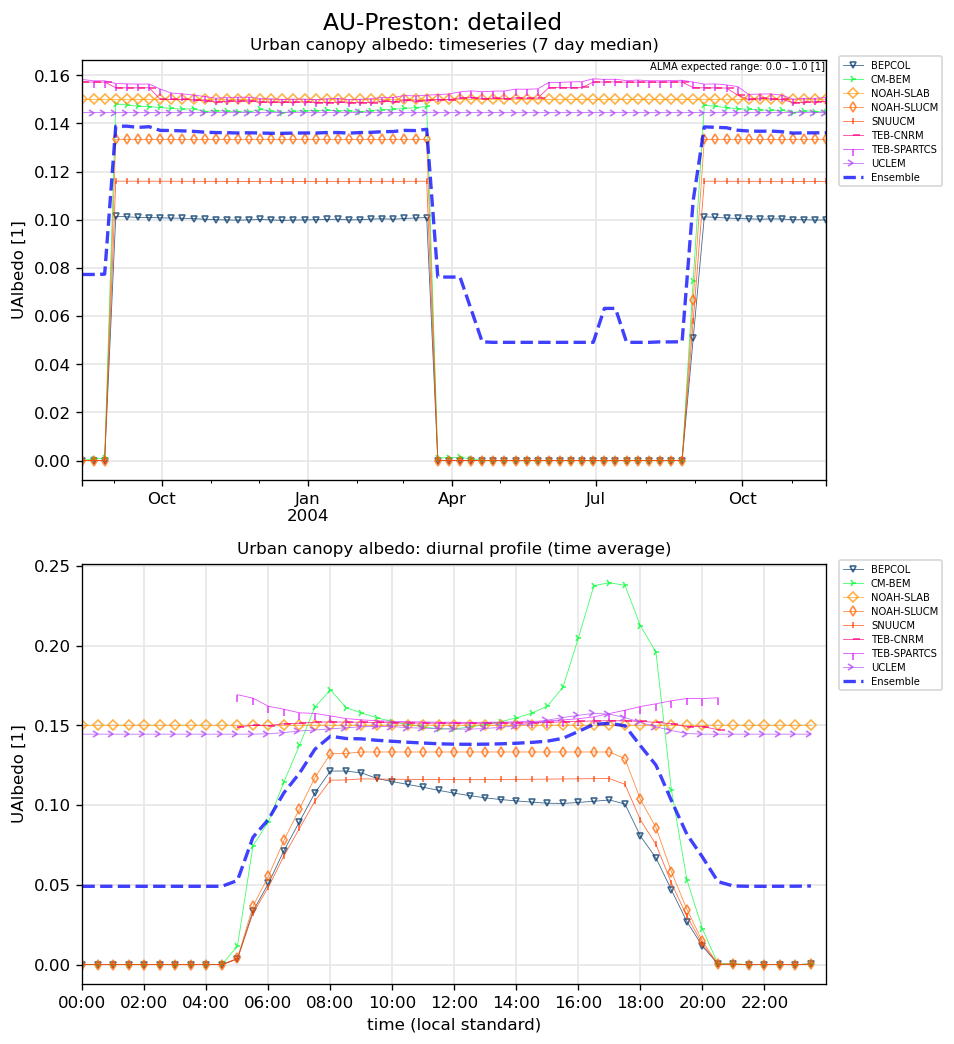 AU-Preston: detailed
Urban canopy albedo: timeseries (7 day median)
ALMA expected range: 0.0 - 1.0 [1]
UAlbedo [1]
0.16
0.14
0.12
0.10
0.08
0.06
0.04
0.02
0.00
Oct
Jan
2004
Apr
Jul
Oct
BEPCOL
CM-BEM
NOAH-SLAB
NOAH-SLUCM
SNUUCM
TEB-CNRM
TEB-SPARTCS
UCLEM
Ensemble
Urban canopy albedo: diurnal profile (time average)
UAlbedo [1]
0.25
0.20
0.15
0.10
0.05
0.00
00:00 02:00 04:00 06:00 08:00 10:00 12:00 14:00 16:00 18:00 20:00 22:00
time (local standard)
BEPCOL
CM-BEM
NOAH-SLAB
NOAH-SLUCM
SNUUCM
TEB-CNRM
TEB-SPARTCS
UCLEM
Ensemble